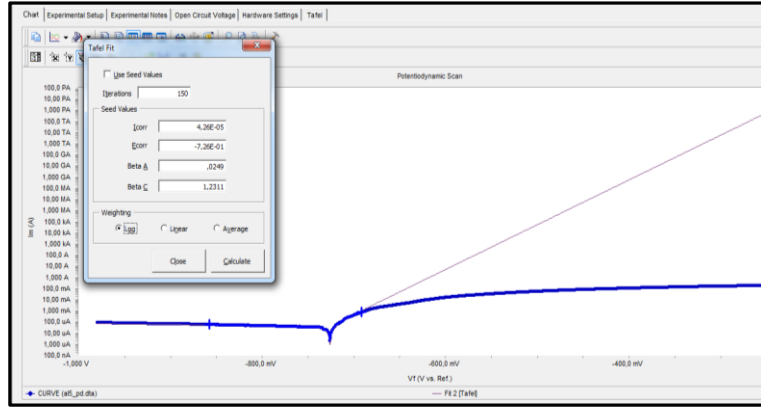 Chart Experimental Setup Experimental Notes Open Circuit Voltage Hardware Settings Tafel
Tafel Fit
Use Seed Values
Iterations 150
Seed Values
Icorr 4,26E-05
Ecorr -7,26E-01
Beta A ,0249
Beta C 1,2311
Weighting
Log Linear Average
Close Calculate
Potentiodynamic Scan
100,0 PA
10,00 PA
1,000 PA
100,0 TA
10,00 TA
1,000 TA
100,0 GA
10,00 GA
1,000 GA
100,0 MA
10,00 MA
1,000 MA
100,0 kA
10,00 kA
1,000 kA
100,0 A
10,00 A
1,000 A
100,0 mA
10,00 mA
1,000 mA
100,0 uA
10,00 uA
1,000 uA
100,0 nA
Im (A)
-1,000 V -800,0 mV -600,0 mV -400,0 mV
Vf (V vs. Ref.)
CURVE (al5_pd.dta) Fit 2 [Tafel]